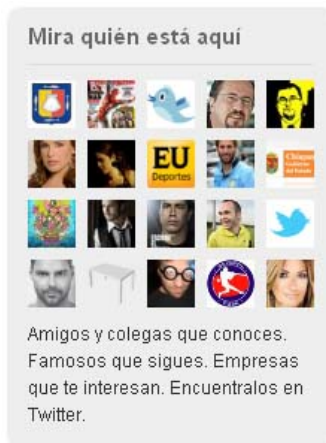 Mira quién está aquí
EU
Deportes
Chiapas
Amigos y colegas que conoces.
Famosos que sigues. Empresas
que te interesan. Encuentralos en
Twitter.